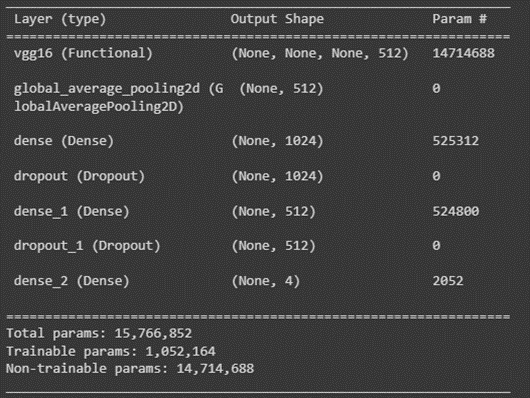 Layer (type) Output Shape Param #
vgg16 (Functional) (None, None, None, 512) 14714688
global_average_pooling2d (G (None, 512) 0
lobalAveragePooling2D)
dense (Dense) (None, 1024) 525312
dropout (Dropout) (None, 1024) 0
dense_1 (Dense) (None, 512) 524800
dropout_1 (Dropout) (None, 512) 0
dense_2 (Dense) (None, 4) 2052
Total params: 15,766,852
Trainable params: 1,052,164
Non-trainable params: 14,714,688